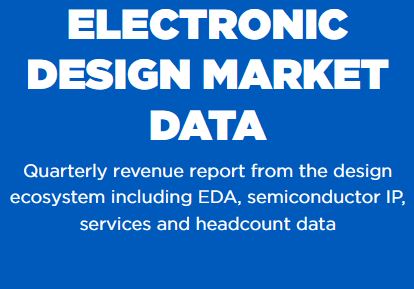 ELECTRONIC
DESIGN MARKET
DATA
Quarterly revenue report from the design
ecosystem including EDA, semiconductor IP,
services and headcount data